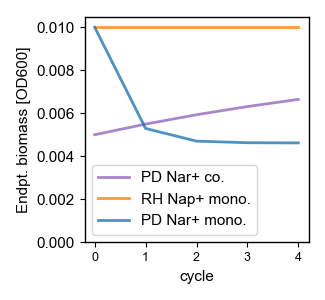 Endpt. biomass [OD600]
0.010
0.008
0.006
0.004
0.002
0.000
PD Nar+ co.
RH Nap+ mono.
PD Nar+ mono.
0 1 2 3 4
cycle